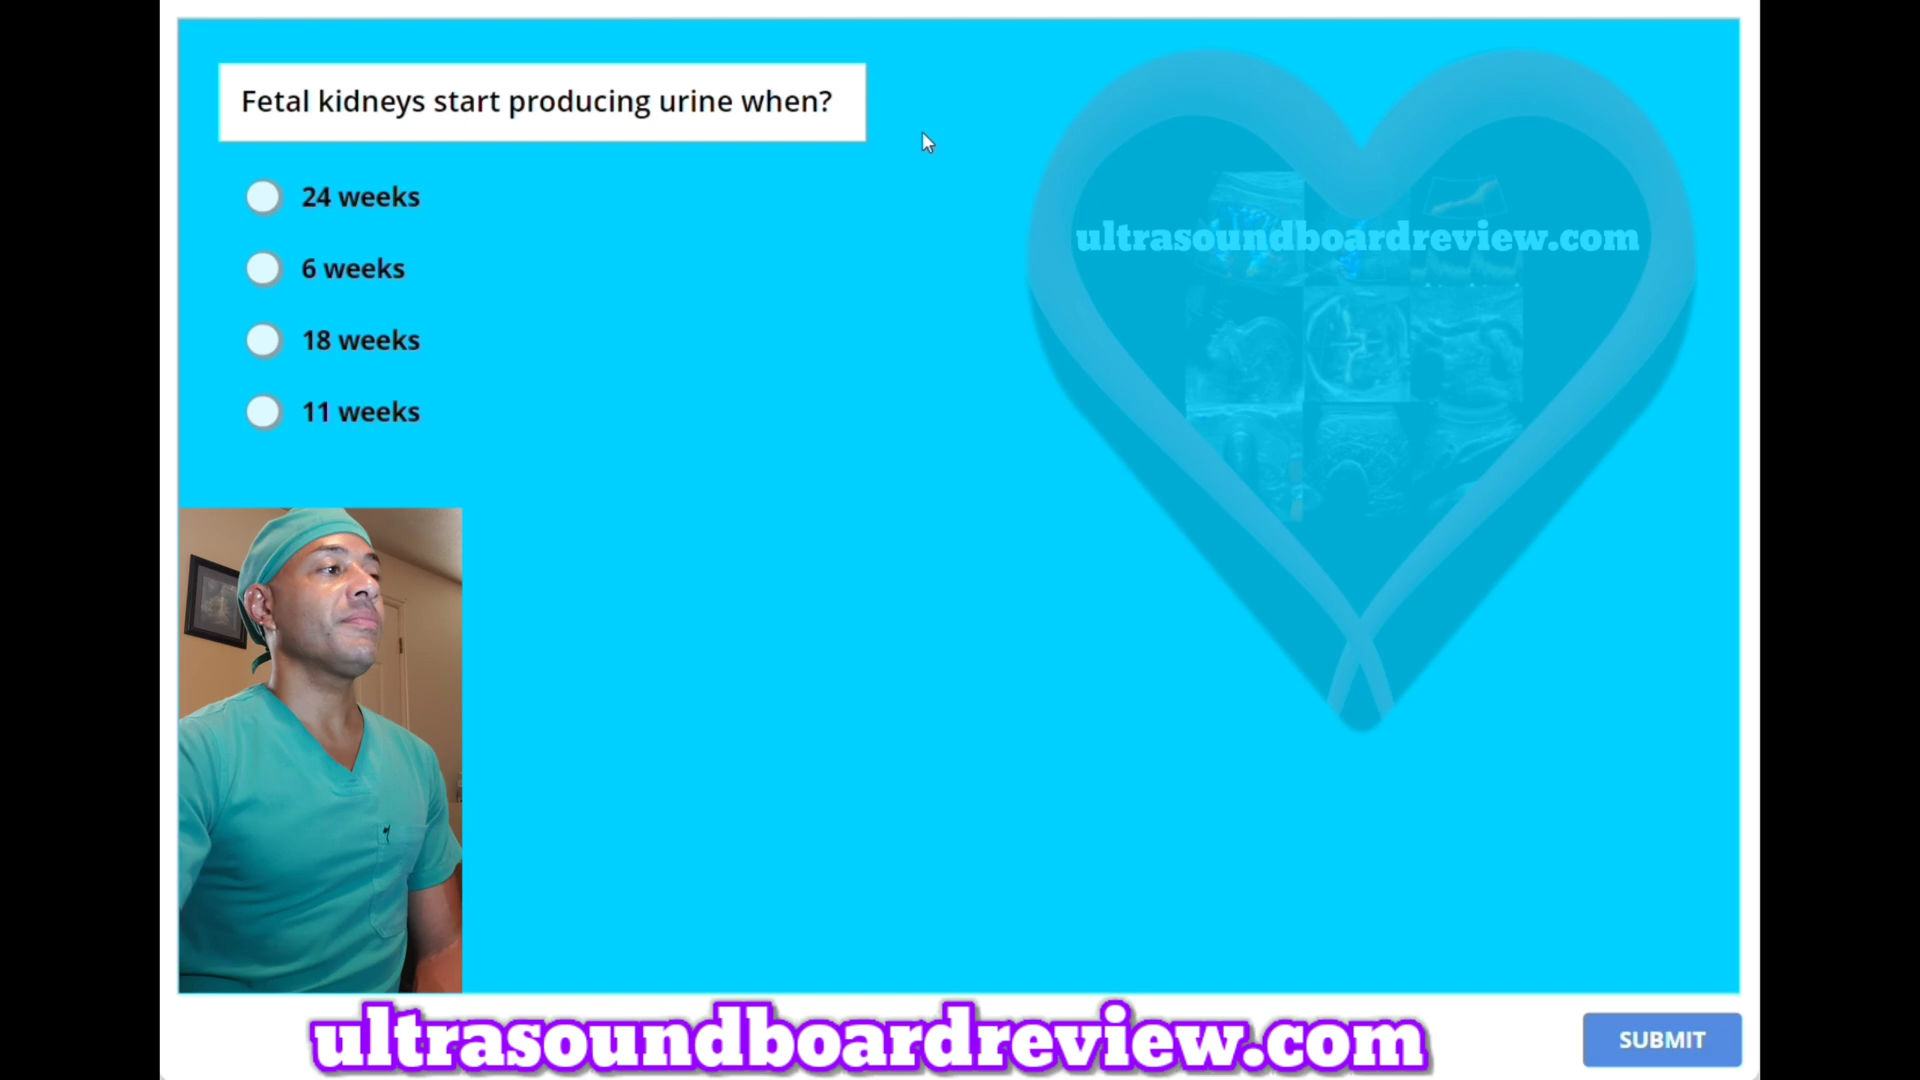 Fetal kidneys start producing urine when?
24 weeks
6 weeks
18 weeks
11 weeks
ultrasoundboardreview.com
ultrasoundboardreview.com
SUBMIT